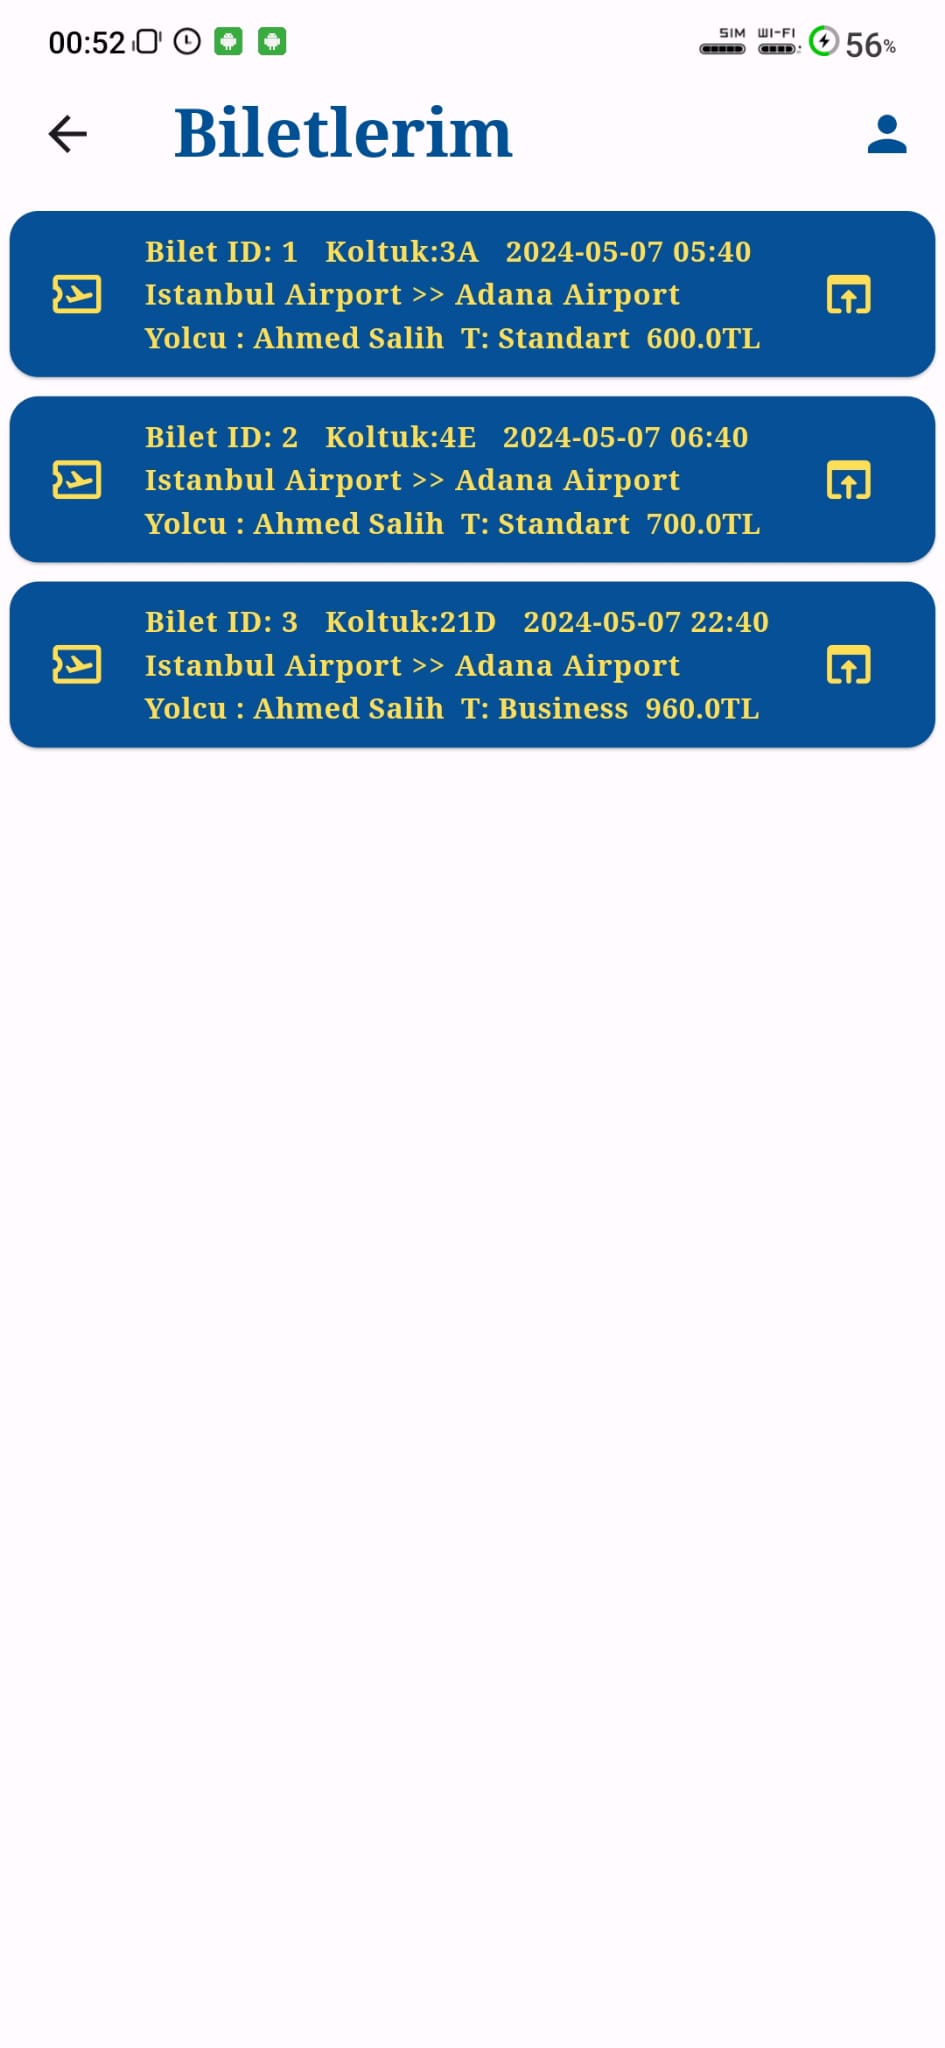 00:52 SIM WI-FI 56%
Biletlerim
Bilet ID: 1 Koltuk:3A 2024-05-07 05:40
Istanbul Airport >> Adana Airport
Yolcu : Ahmed Salih T: Standart 600.0TL
Bilet ID: 2 Koltuk:4E 2024-05-07 06:40
Istanbul Airport >> Adana Airport
Yolcu : Ahmed Salih T: Standart 700.0TL
Bilet ID: 3 Koltuk:21D 2024-05-07 22:40
Istanbul Airport >> Adana Airport
Yolcu : Ahmed Salih T: Business 960.0TL